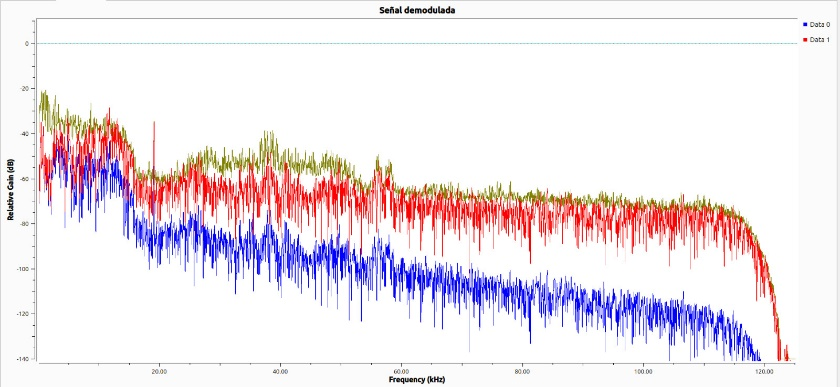 Señal demodulada
Data 0
Data 1
Relative Gain (dB)
0
-20
-40
-60
-80
-100
-120
-140
20.00 40.00 60.00 80.00 100.00 120.00
Frequency (kHz)